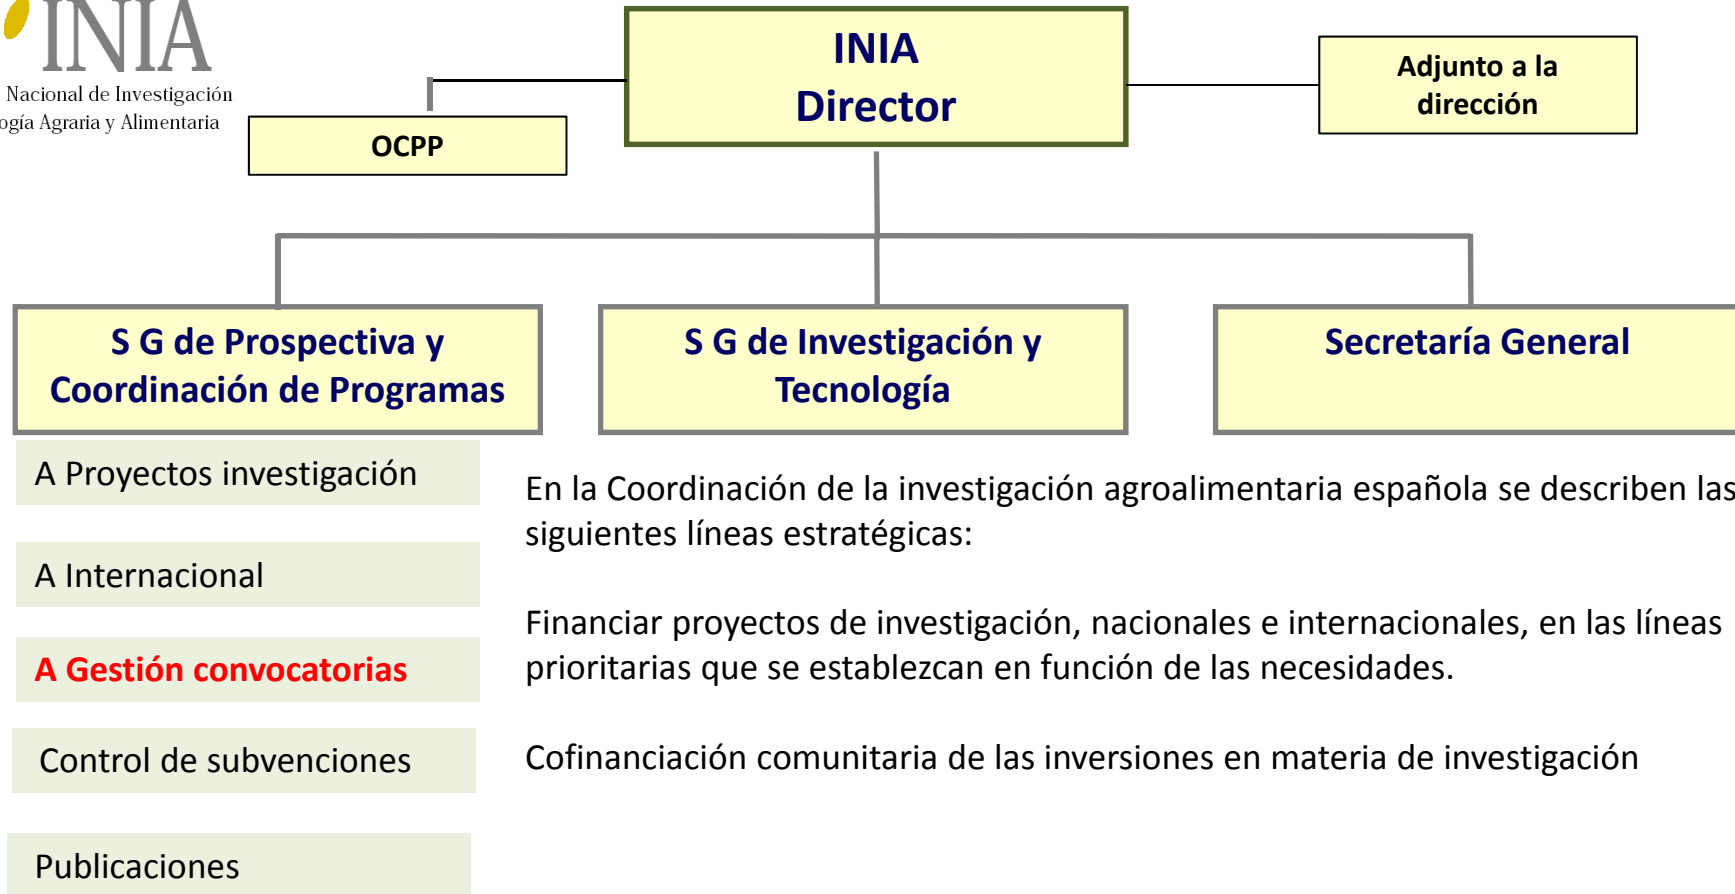 INIA
Nacional de Investigación
ogía Agraria y Alimentaria
INIA
Director
Adjunto a la
dirección
OCPP
S G de Prospectiva y
Coordinación de Programas
S G de Investigación y
Tecnología
Secretaría General
A Proyectos investigación
A Internacional
A Gestión convocatorias
Control de subvenciones
Publicaciones
En la Coordinación de la investigación agroalimentaria española se describen las
siguientes líneas estratégicas:
Financiar proyectos de investigación, nacionales e internacionales, en las líneas
prioritarias que se establezcan en función de las necesidades.
Cofinanciación comunitaria de las inversiones en materia de investigación